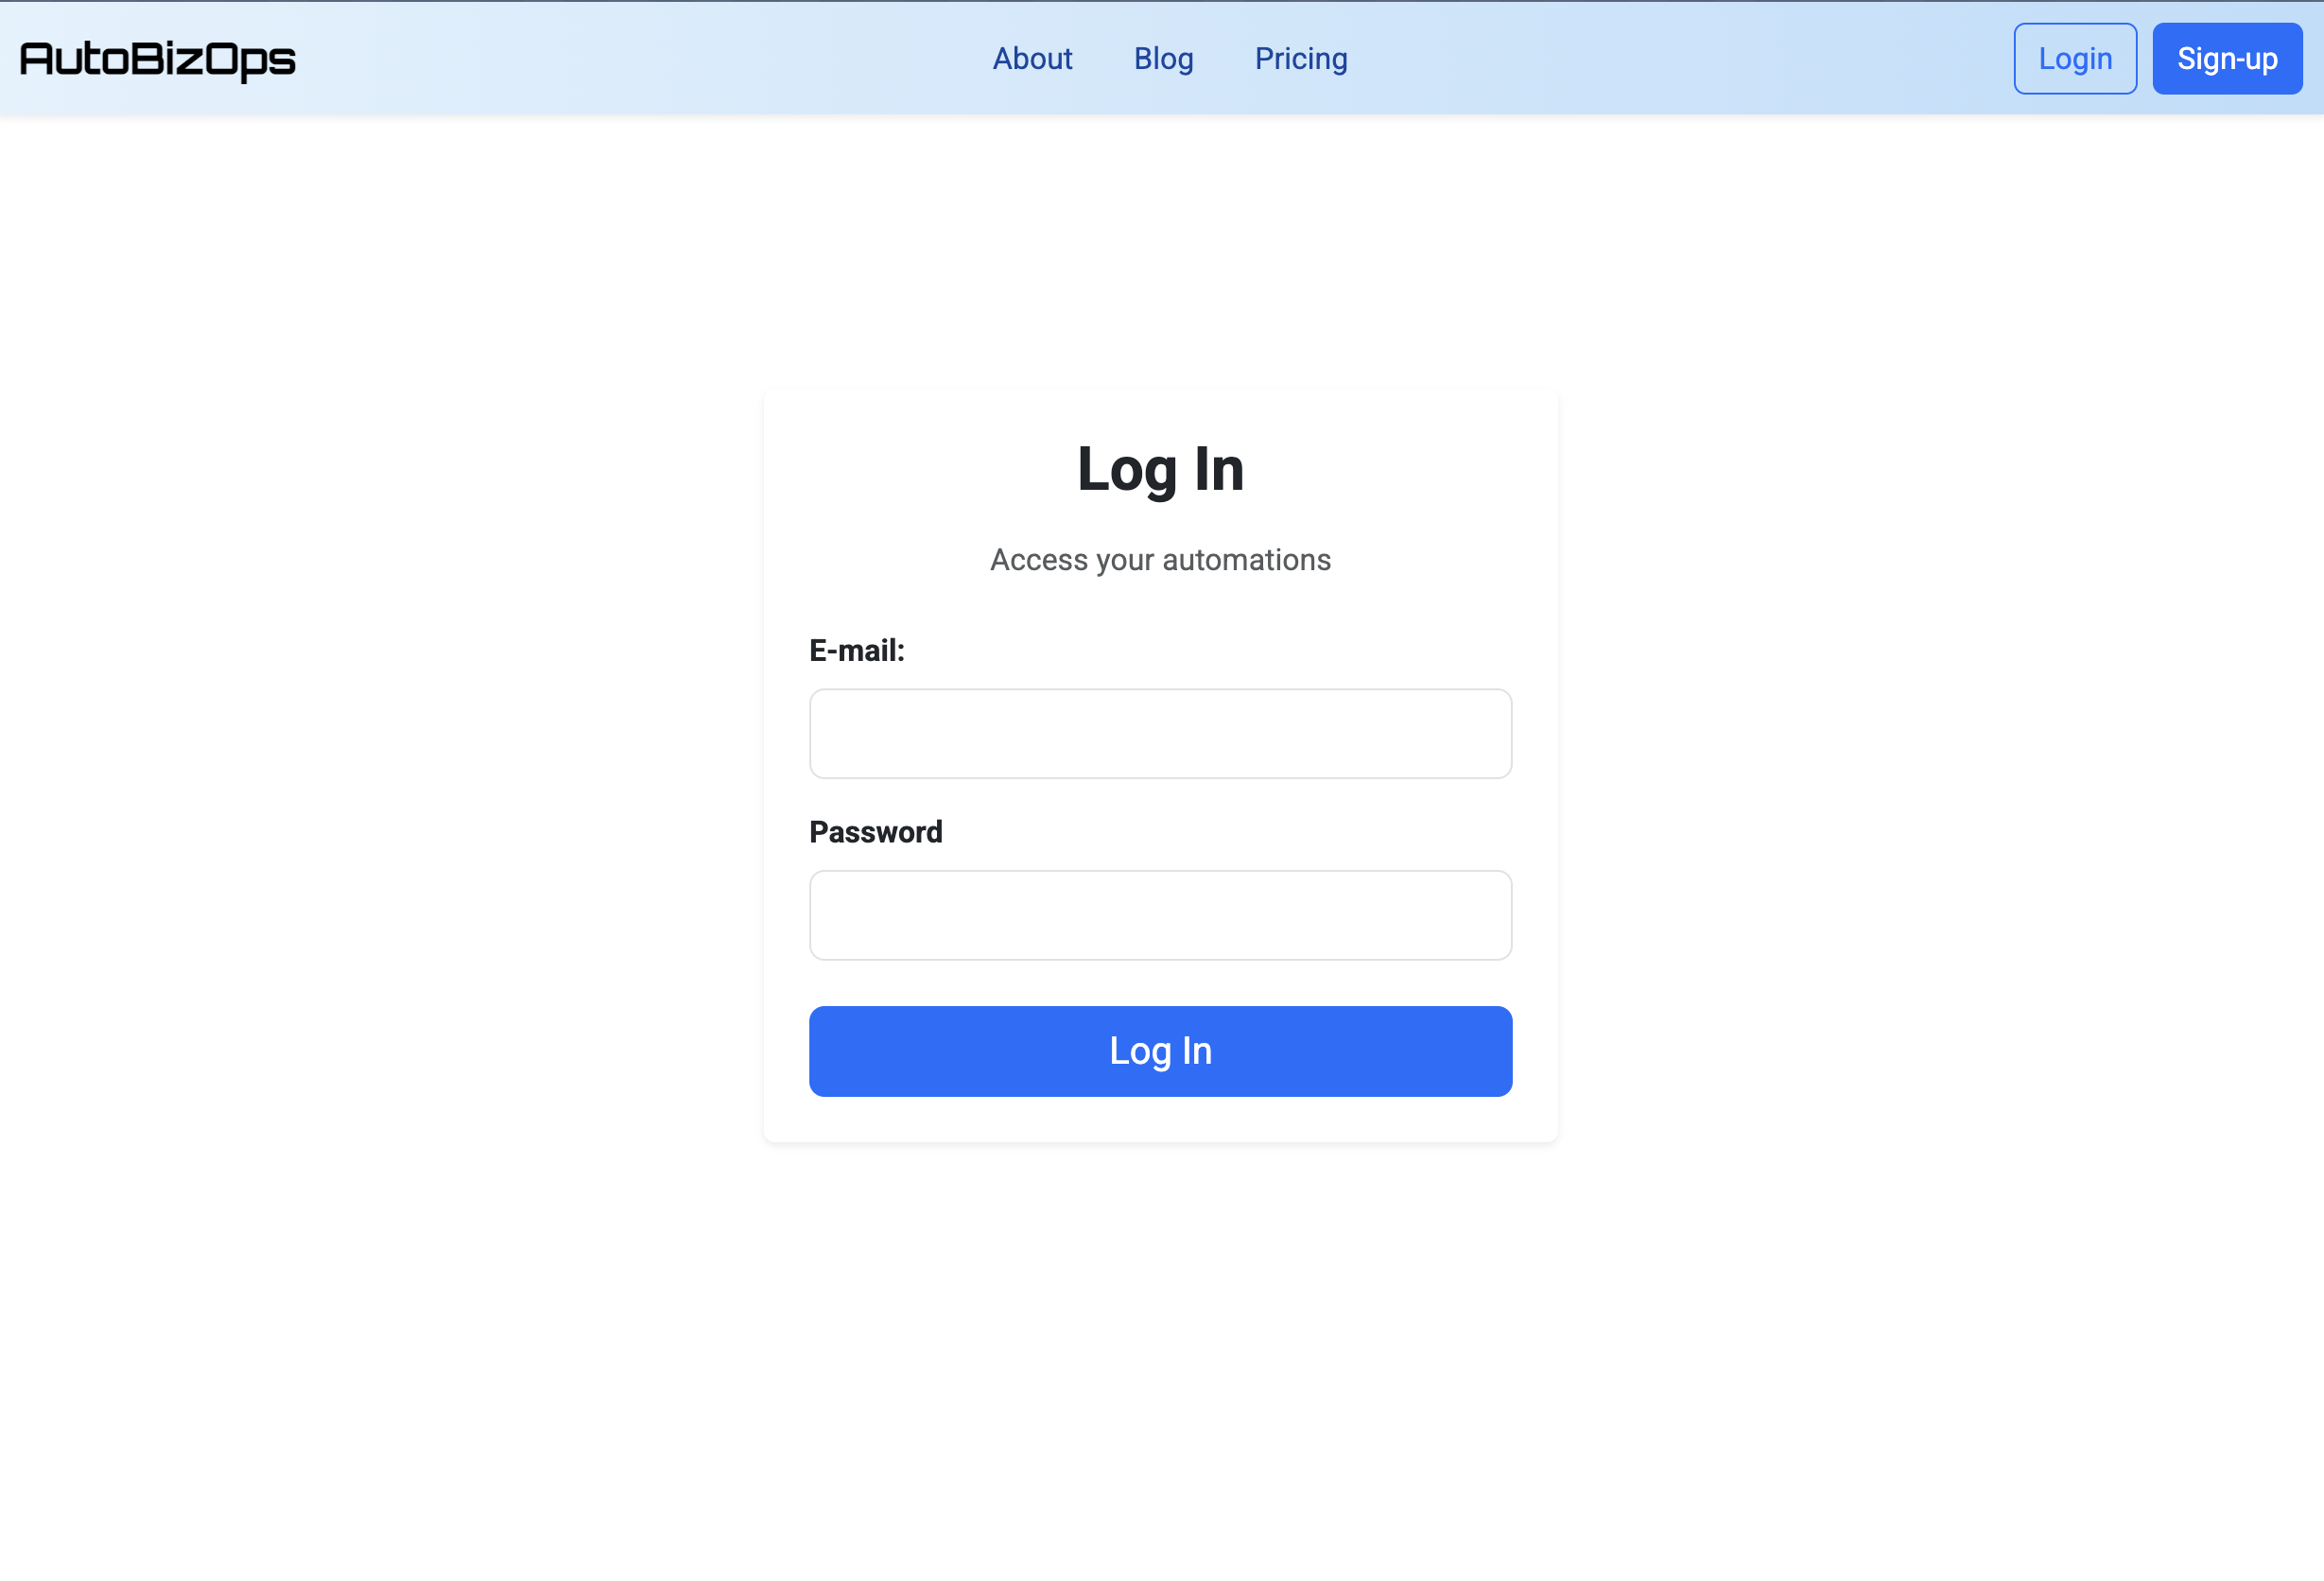 AutoBizOps
About
Blog
Pricing
Login
Sign-up
Log In
Access your automations
E-mail:
Password
Log In